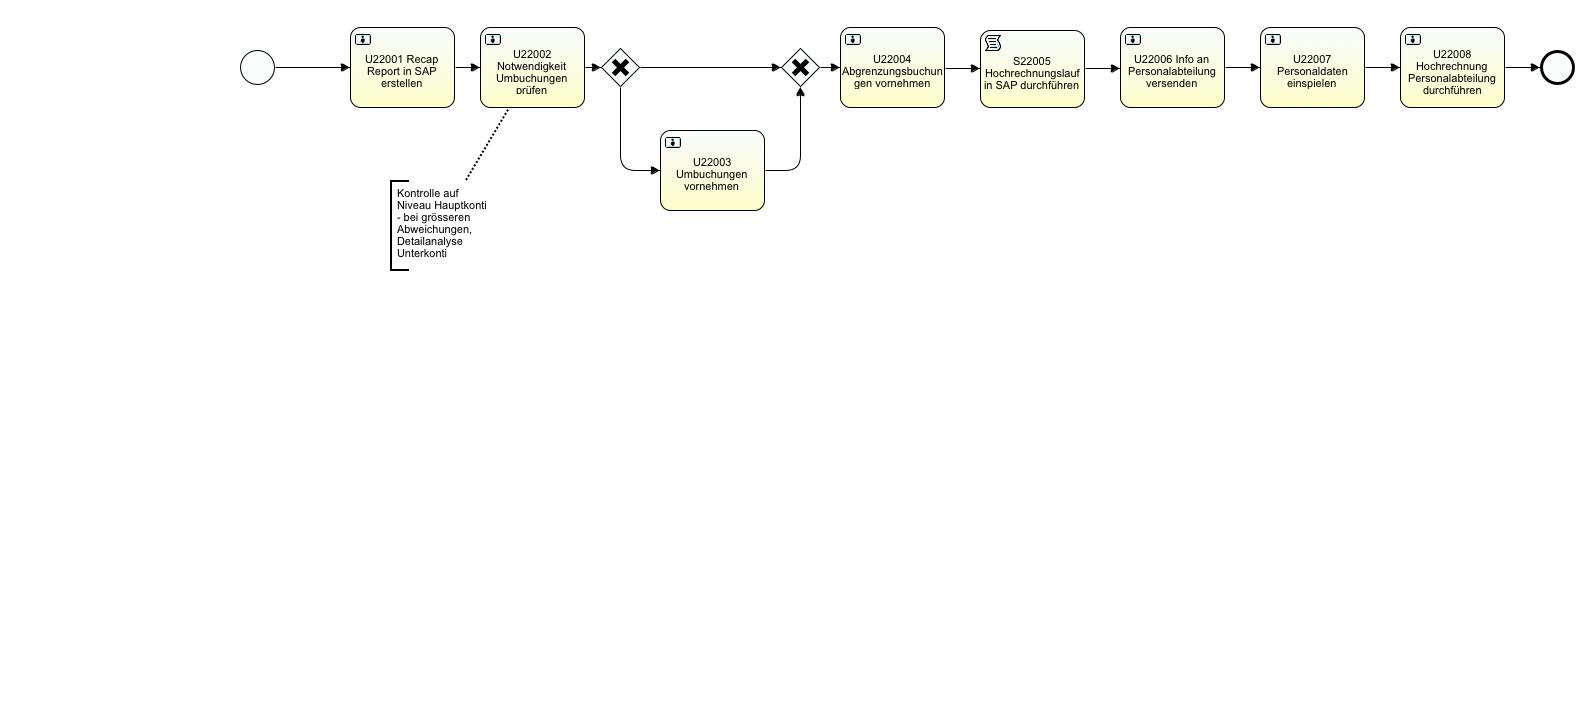 U22001 Recap
Report in SAP
erstellen
U22002
Notwendigkeit
Umbuchungen
prüfen
U22003
Umbuchungen
vornehmen
U22004
Abgrenzungsbuchun
gen vornehmen
S22005
Hochrechnungslauf
in SAP durchführen
U22006 Info an
Personalabteilung
versenden
U22007
Personaldaten
einspielen
U22008
Hochrechnung
Personalabteilung
durchführen
Kontrolle auf
Niveau Hauptkonti
- bei grösseren
Abweichungen,
Detailanalyse
Unterkonti